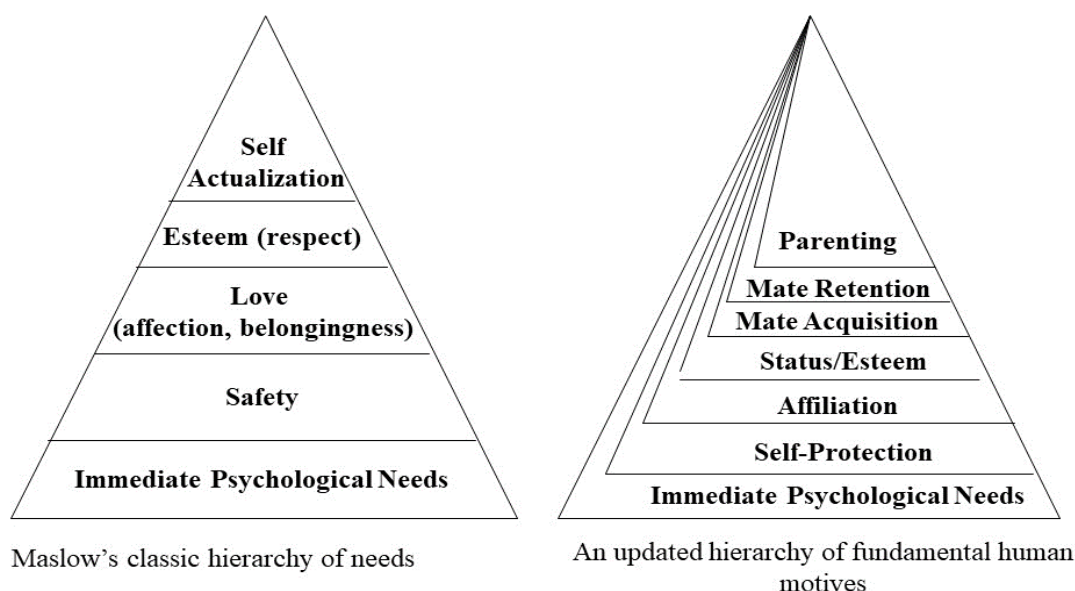 Self
Actualization
Esteem (respect)
Love
(affection, belongingness)
Safety
Immediate Psychological Needs
Maslow’s classic hierarchy of needs
Parenting
Mate Retention
Mate Acquisition
Status/Esteem
Affiliation
Self-Protection
Immediate Psychological Needs
An updated hierarchy of fundamental human
motives